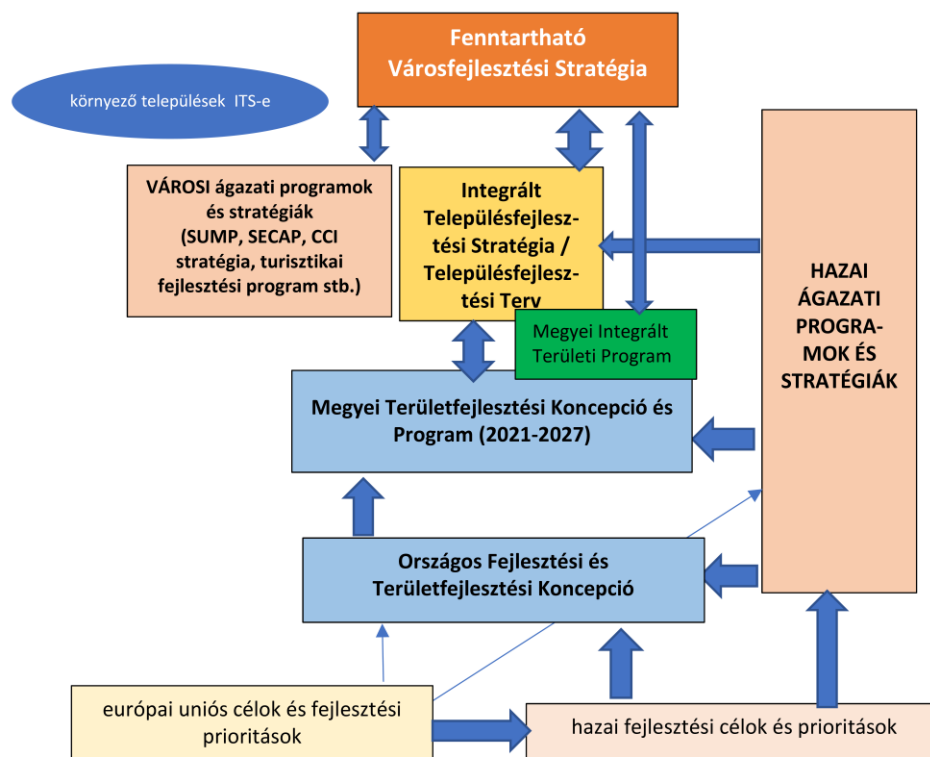 Fenntartható
Városfejlesztési Stratégia
környező települések ITS-e
VÁROSI ágazati programok
és stratégiák
(SUMP, SECAP, CCI
stratégia, turisztikai
fejlesztési program stb.)
Integrált
Településfejlesz-
tési Stratégia /
Településfejlesz-
tési Terv
HAZAI
ÁGAZATI
PROGRA-
MOK ÉS
STRATÉGIÁK
Megyei Integrált
Területi Program
Megyei Területfejlesztési Koncepció és
Program (2021-2027)
Országos Fejlesztési és
Területfejlesztési Koncepció
európai uniós célok és fejlesztési
prioritások
hazai fejlesztési célok és prioritások